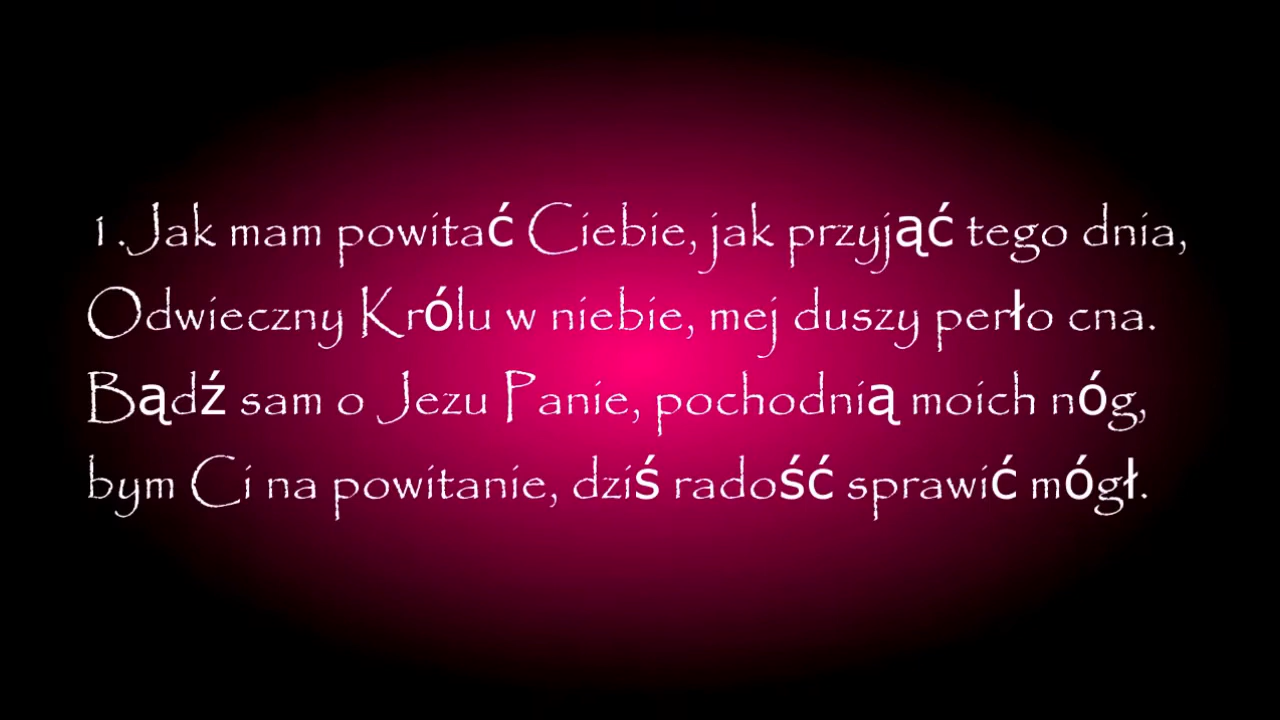 1. Jak mam powitać Ciebie, jak przyjąć tego dnia,
Odwieczny Królu w niebie, mej duszy perło cna.
Bądź sam o Jezu Panie, pochodnią moich nóg,
bym Ci na powitanie, dziś radość sprawić mógł.